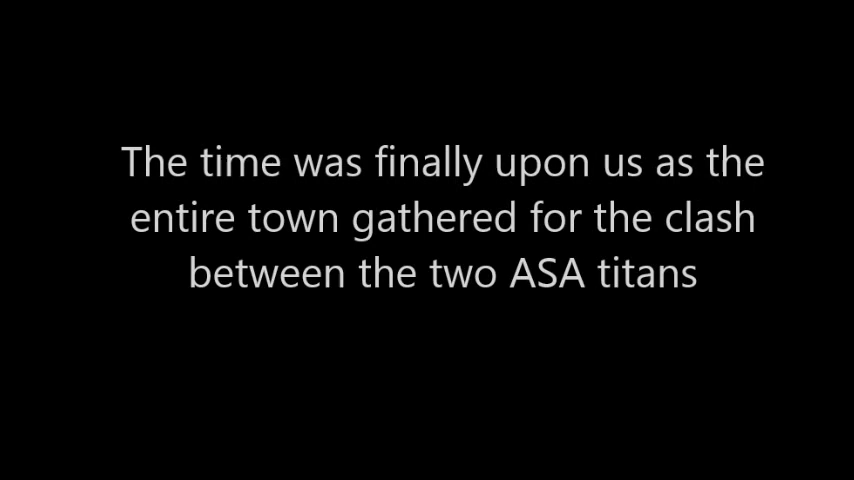 The time was finally upon us as the
entire town gathered for the clash
between the two ASA titans